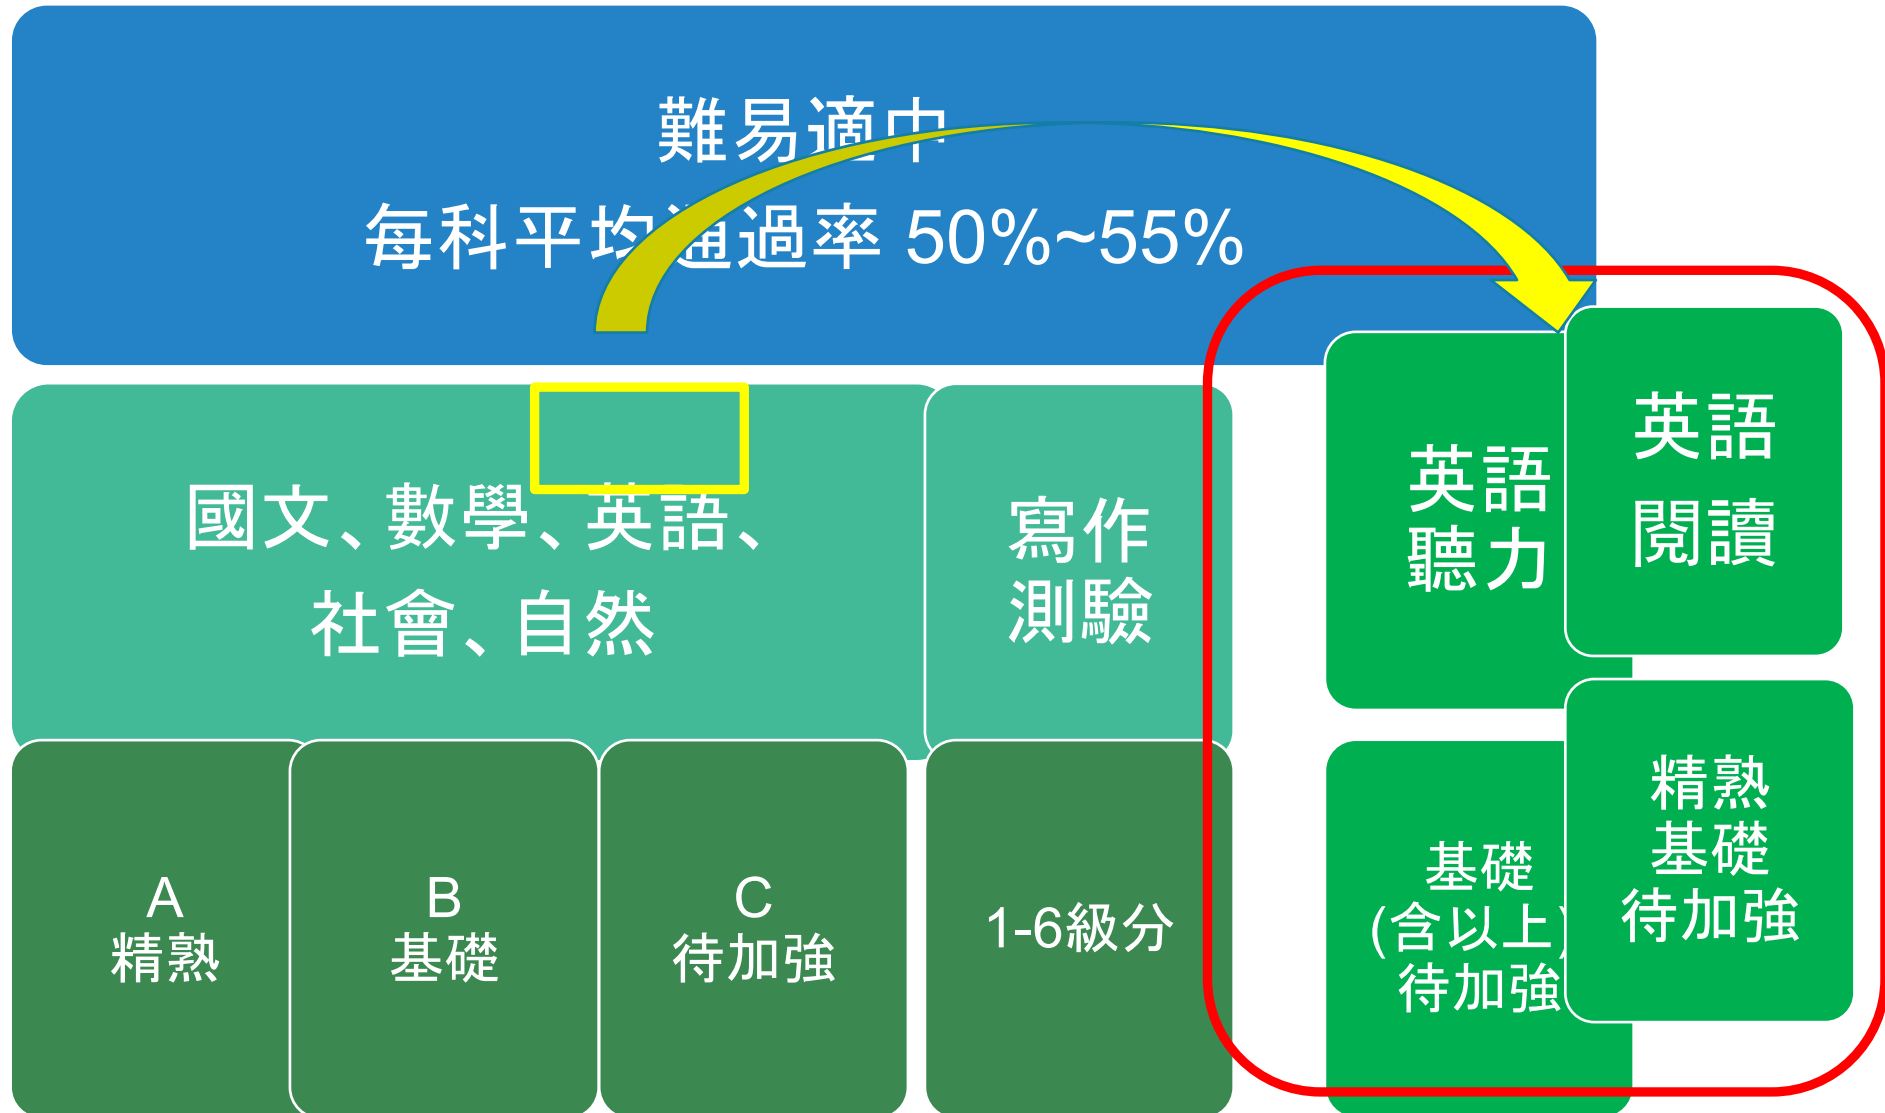 難易適中
每科平均通過率 50%~55%
國文、數學、英語、
社會、自然
寫作
測驗
英語
聽力
英語
閱讀
A
精熟
B
基礎
C
待加強
1-6級分
基礎
(含以上)
待加強
精熟
基礎
待加強